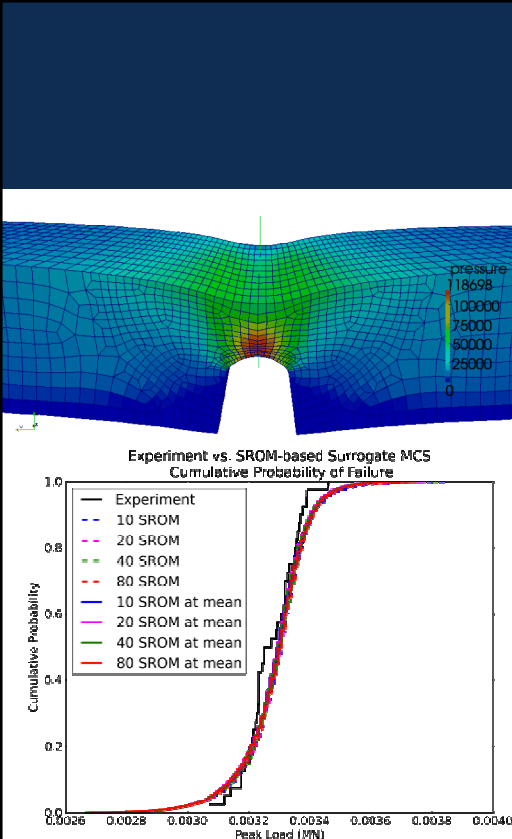 pressure
118698
100000
75000
50000
25000
0
Experiment vs. SROM-based Surrogate MCS
Cumulative Probability of Failure
1.0
0.8
0.6
0.4
0.2
0.0
Cumulative Probability
Experiment
10 SROM
20 SROM
40 SROM
80 SROM
10 SROM at mean
20 SROM at mean
40 SROM at mean
80 SROM at mean
0.0026 0.0028 0.0030 0.0032 0.0034 0.0036 0.0038 0.0040
Peak Load (MN)